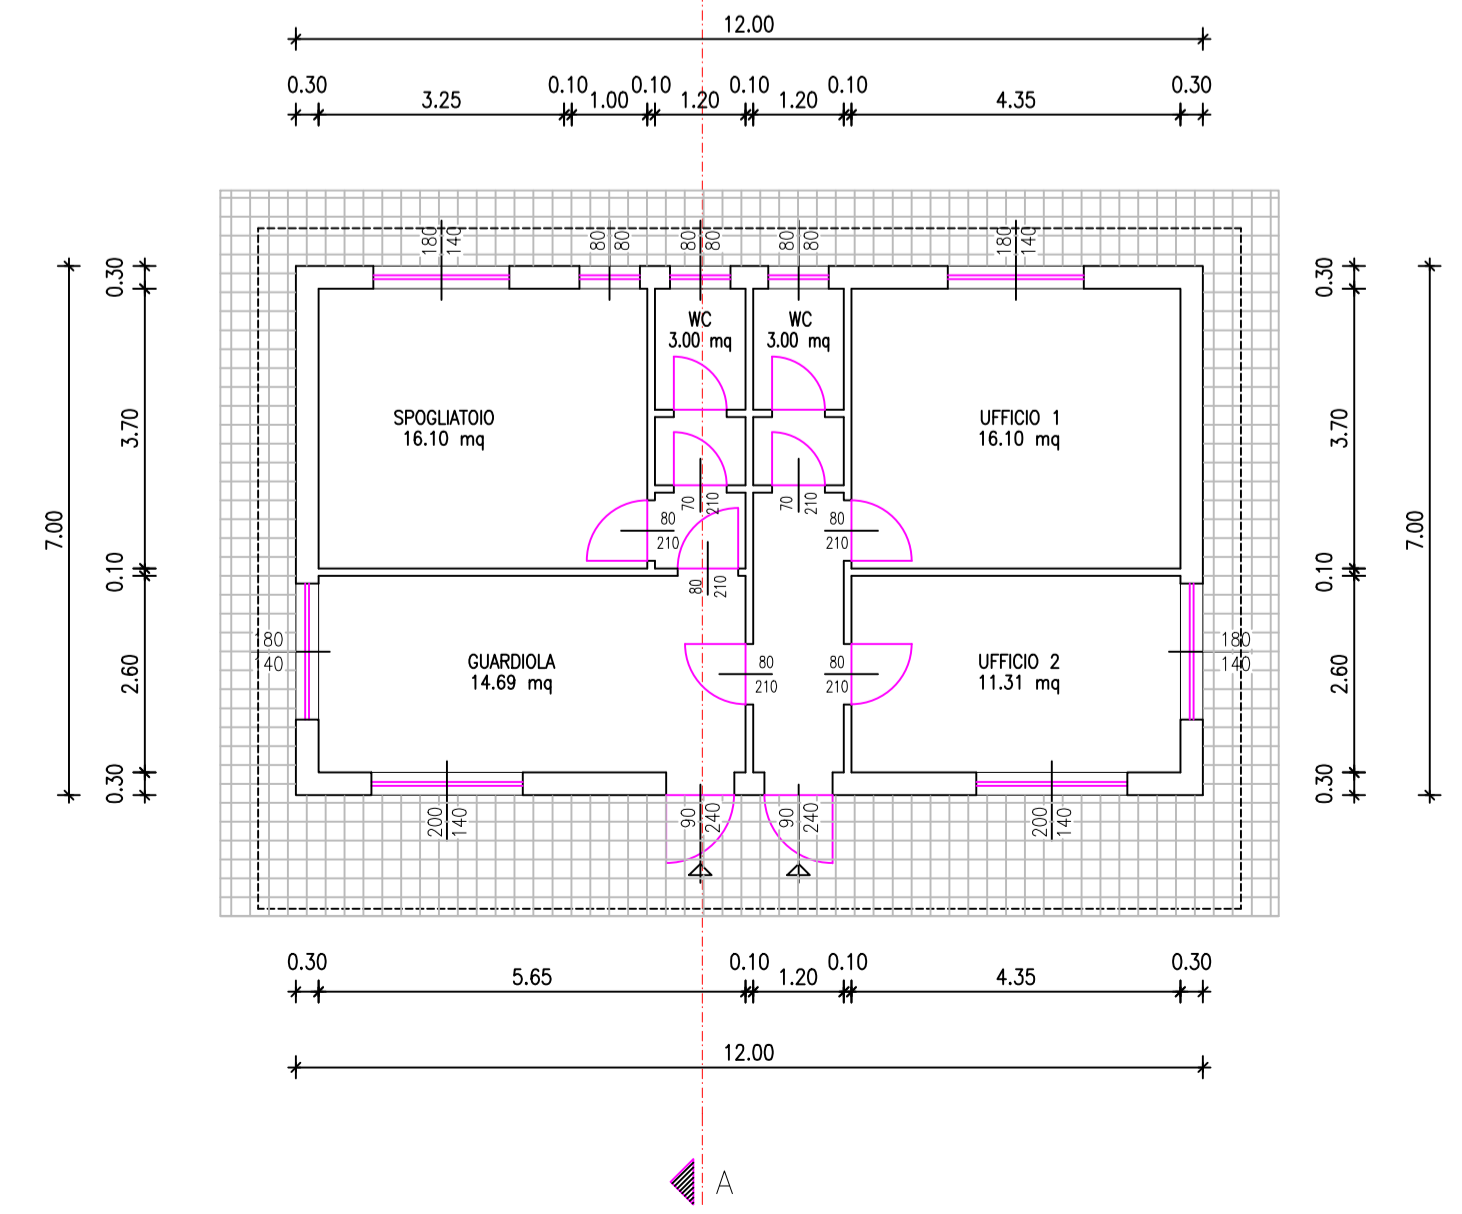 12.00
0.30 3.25 0.10 1.00 0.10 1.20 0.10 1.20 0.10 4.35 0.30
180 140 80 80 80 80 80 80 180 140
0.30 3.70 0.10 2.60 0.30
7.00
WC
3.00 mq
WC
3.00 mq
SPOGLIATOIO
16.10 mq
UFFICIO 1
16.10 mq
70 210
70 210
80
210
80
210
80 210
180
140
GUARDIOLA
14.69 mq
80
210
80
210
UFFICIO 2
11.31 mq
180
140
0.30 3.70 0.10 2.60 0.30
7.00
200 140 90 240 90 240 200 140
0.30 5.65 0.10 1.20 0.10 4.35 0.30
12.00
A